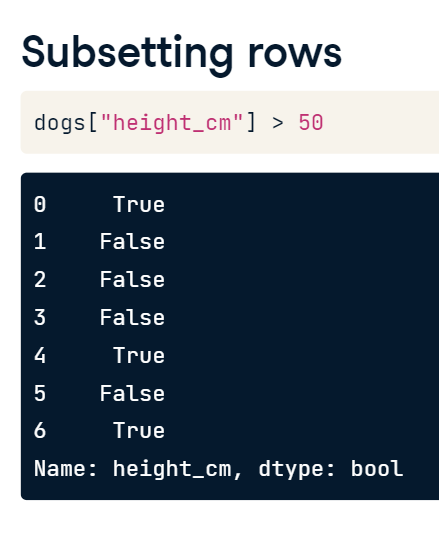 Subsetting rows
dogs["height_cm"] > 50
0     True
1    False
2    False
3    False
4     True
5    False
6     True
Name: height_cm, dtype: bool